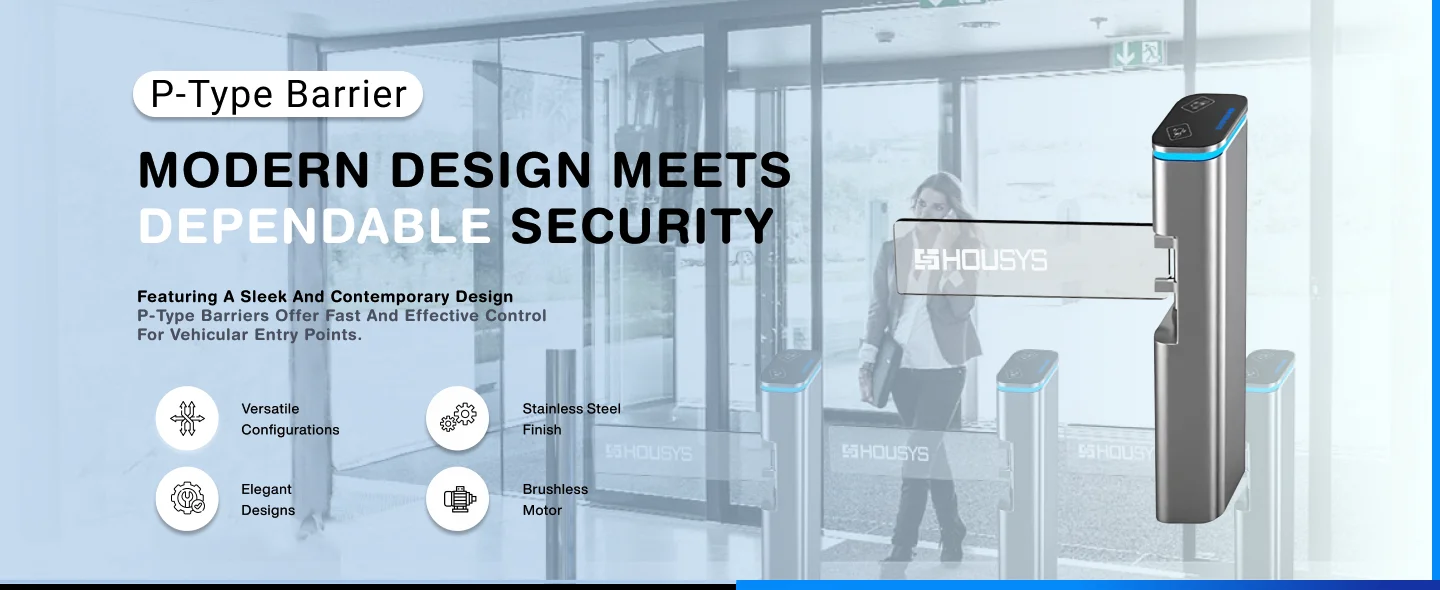 P-Type Barrier
MODERN DESIGN MEETS
DEPENDABLE SECURITY
Featuring A Sleek And Contemporary Design
P-Type Barriers Offer Fast And Effective Control
For Vehicular Entry Points.
Versatile
Configurations
Stainless Steel
Finish
Elegant
Designs
Brushless
Motor
HOUSYS
HOUSYS
HOUSYS
HOUSYS